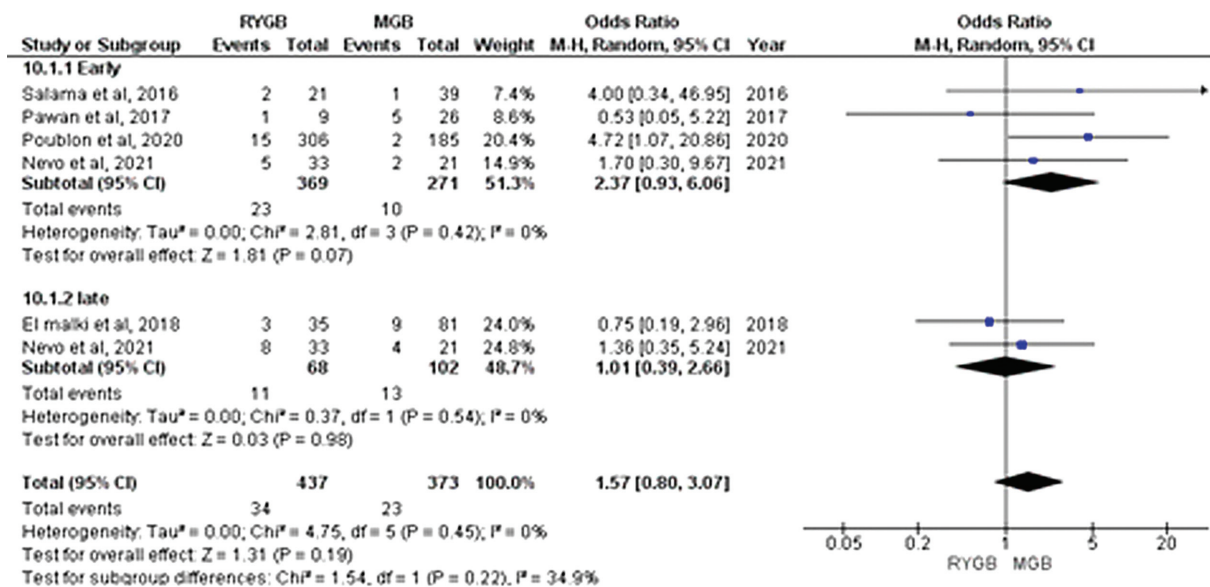 RYGB MGB Odds Ratio Odds Ratio
Study or Subgroup Events Total Events Total Weight M-H, Random, 95% CI Year M-H, Random, 95% CI
10.1.1 Early
Salama et al, 2016 2 21 1 39 7.4% 4.00 [0.34, 46.95] 2016
Pawan et al, 2017 1 9 5 26 8.6% 0.53 [0.05, 5.22] 2017
Poublon et al, 2020 15 306 2 185 20.4% 4.72 [1.07, 20.86] 2020
Nevo et al, 2021 5 33 2 21 14.9% 1.70 [0.30, 9.67] 2021
Subtotal (95% CI) 369 271 51.3% 2.37 [0.93, 6.06]
Total events 23 10
Heterogeneity: Tau² = 0.00; Chi² = 2.81, df = 3 (P = 0.42); I² = 0%
Test for overall effect: Z = 1.81 (P = 0.07)
10.1.2 late
El malki et al, 2018 3 35 9 81 24.0% 0.75 [0.19, 2.96] 2018
Nevo et al, 2021 8 33 4 21 24.8% 1.36 [0.35, 5.24] 2021
Subtotal (95% CI) 68 102 48.7% 1.01 [0.39, 2.66]
Total events 11 13
Heterogeneity: Tau² = 0.00; Chi² = 0.37, df = 1 (P = 0.54); I² = 0%
Test for overall effect: Z = 0.03 (P = 0.98)
Total (95% CI) 437 373 100.0% 1.57 [0.80, 3.07]
Total events 34 23
Heterogeneity: Tau² = 0.00; Chi² = 4.75, df = 5 (P = 0.45); I² = 0%
Test for overall effect: Z = 1.31 (P = 0.19)
Test for subgroup differences: Chi² = 1.54, df = 1 (P = 0.22), I² = 34.9%
0.05 0.2 1 5 20
RYGB MGB